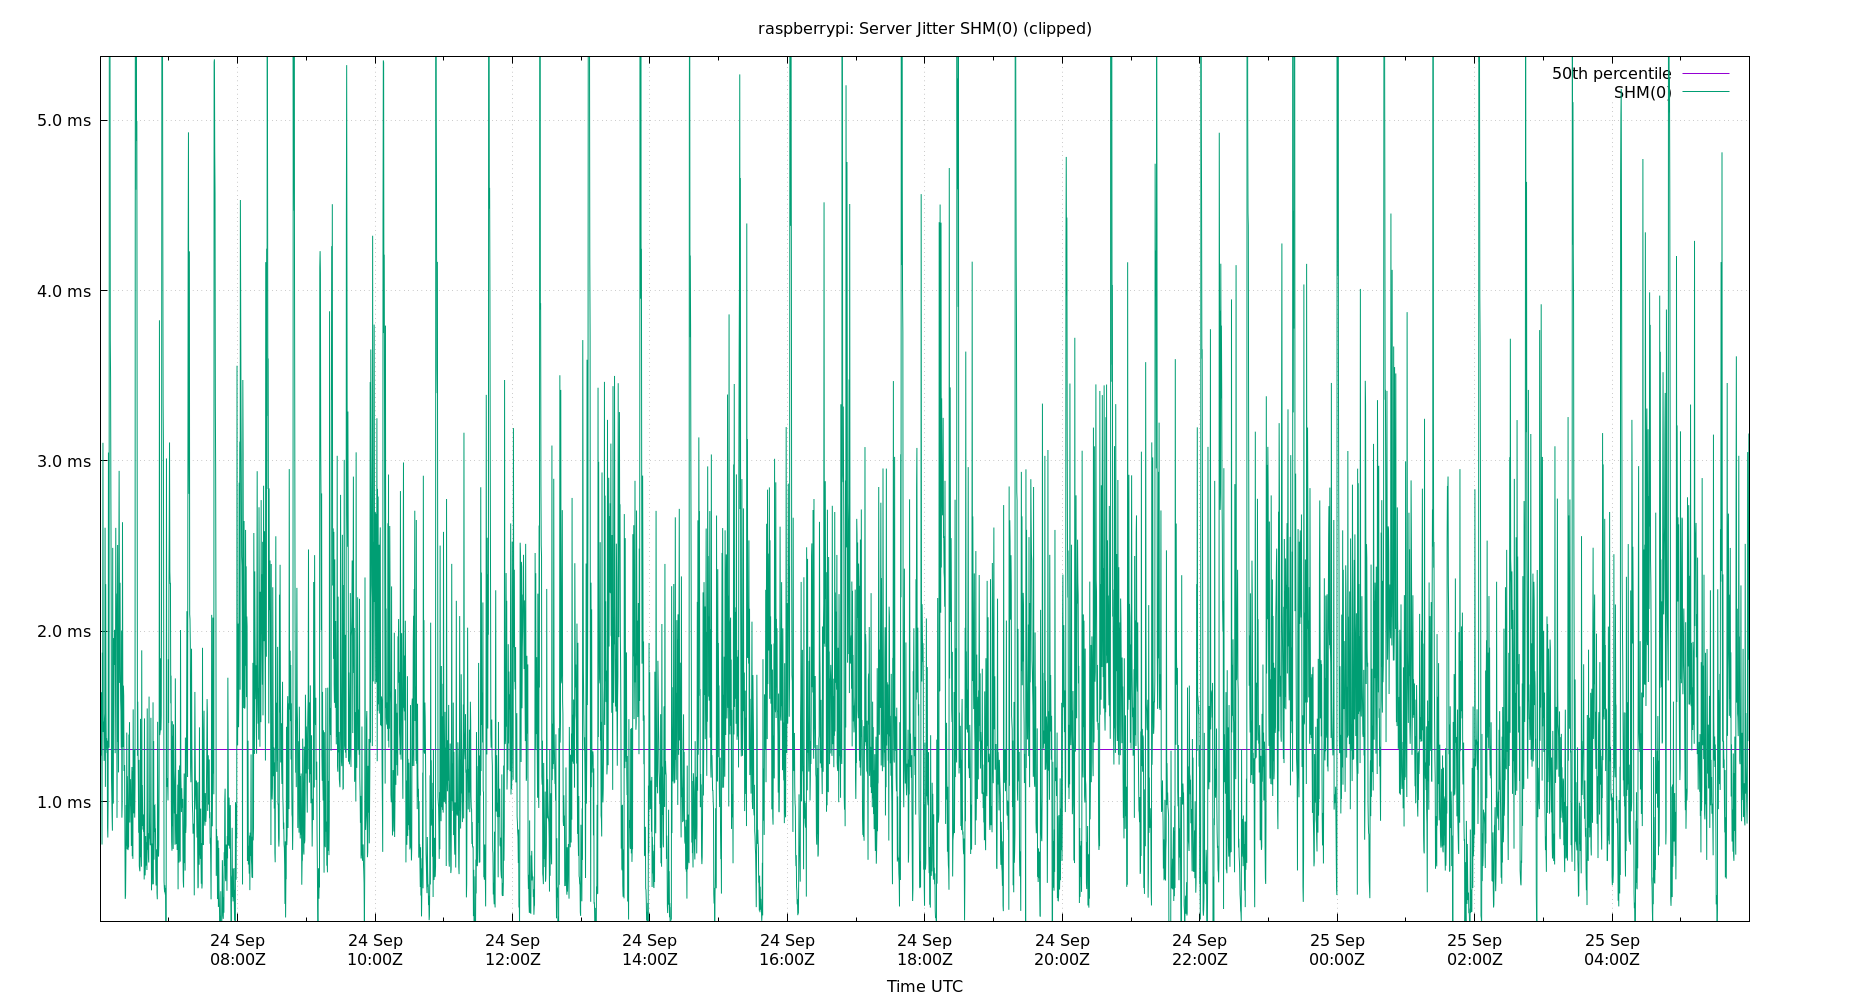 raspberrypi: Server Jitter SHM(0) (clipped)
50th percentile
SHM(0)
5.0 ms
4.0 ms
3.0 ms
2.0 ms
1.0 ms
24 Sep 24 Sep 24 Sep 24 Sep 24 Sep 24 Sep 24 Sep 24 Sep 25 Sep 25 Sep 25 Sep
08:00Z 10:00Z 12:00Z 14:00Z 16:00Z 18:00Z 20:00Z 22:00Z 00:00Z 02:00Z 04:00Z
Time UTC